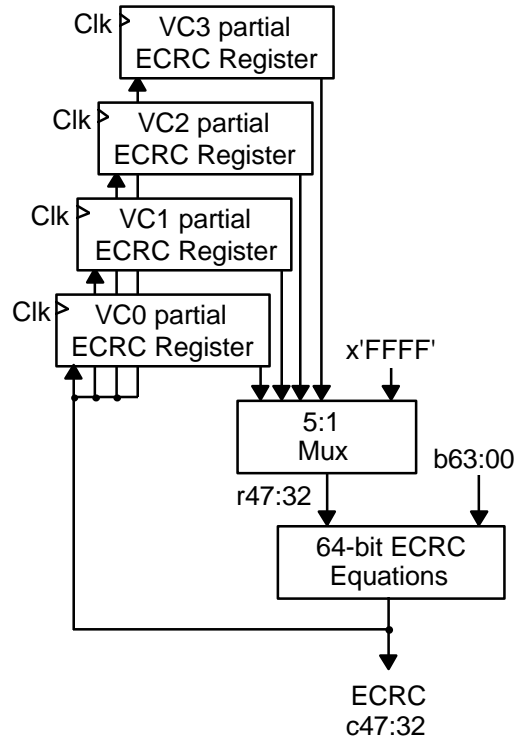 Clk
VC3 partial
ECRC Register
Clk
VC2 partial
ECRC Register
Clk
VC1 partial
ECRC Register
Clk
VC0 partial
ECRC Register
x'FFFF'
5:1
Mux
b63:00
r47:32
64-bit ECRC
Equations
ECRC
c47:32